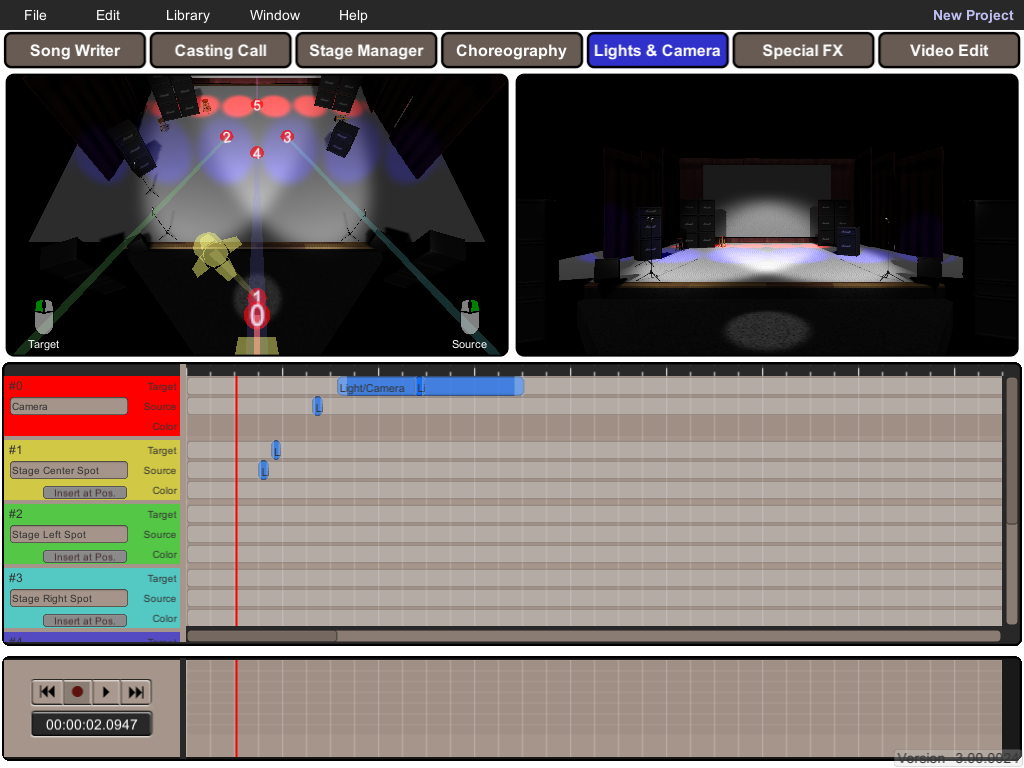 File Edit Library Window Help New Project
Song Writer Casting Call Stage Manager Choreography Lights & Camera Special FX Video Edit
5
2 3
4
1
0
Target Source
#0 Target
Light/Camera Li
Camera Source
L
Color
#1 Target
L
Stage Center Spot Source
L
Insert at Pos. Color
#2 Target
Stage Left Spot Source
Insert at Pos. Color
#3 Target
Stage Right Spot Source
Insert at Pos. Color
#4 Target
00:00:02.0947
Version 3.00.0024